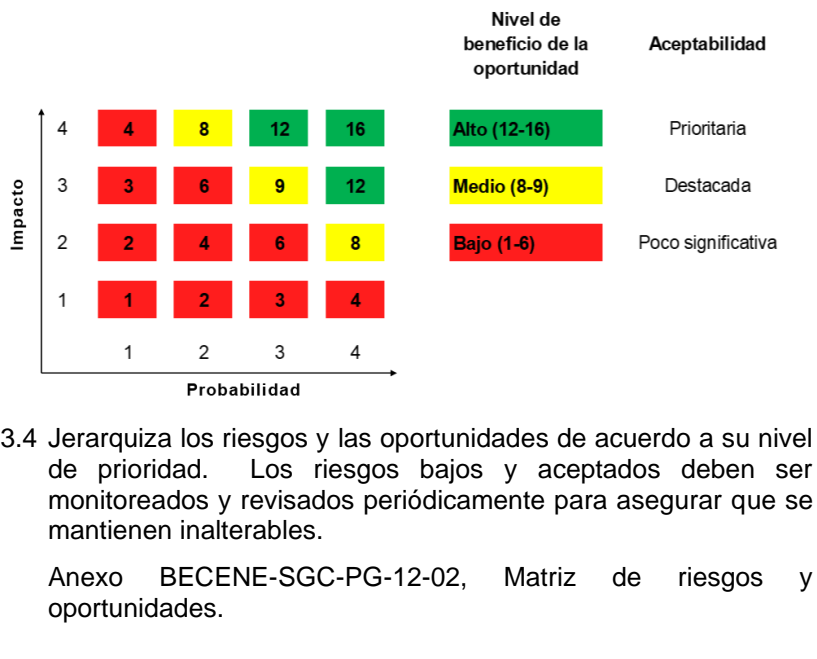 Nivel de
beneficio de la
oportunidad
Aceptabilidad
4 4 8 12 16 Alto (12-16) Prioritaria
3 3 6 9 12 Medio (8-9) Destacada
2 2 4 6 8 Bajo (1-6) Poco significativa
1 1 2 3 4
Impacto
1 2 3 4
Probabilidad
3.4 Jerarquiza los riesgos y las oportunidades de acuerdo a su nivel
de prioridad. Los riesgos bajos y aceptados deben ser
monitoreados y revisados periódicamente para asegurar que se
mantienen inalterables.
Anexo BECENE-SGC-PG-12-02, Matriz de riesgos y
oportunidades.